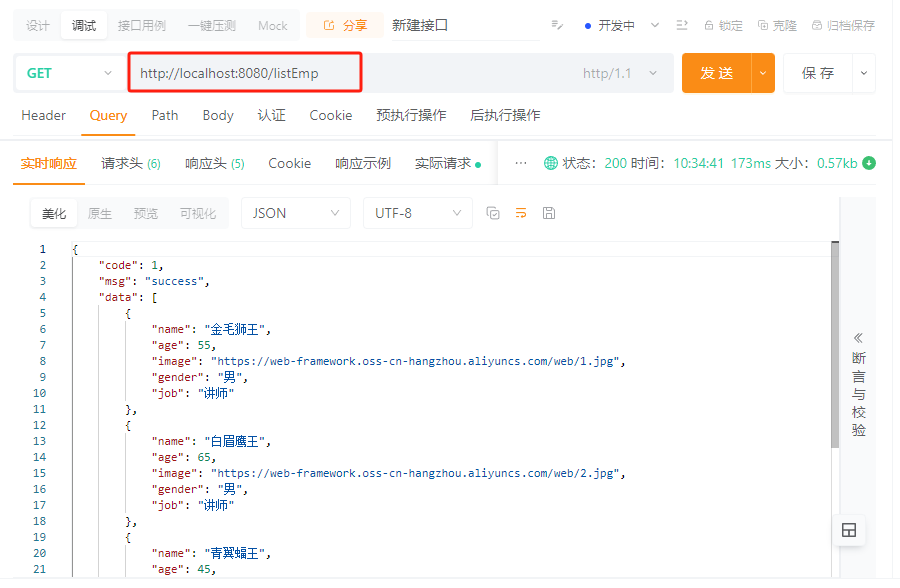 设计 调试 接口用例 一键压测 Mock 分享 新建接口 开发中 锁定 克隆 归档保存
GET http://localhost:8080/listEmp http/1.1 发 送 保 存
Header Query Path Body 认证 Cookie 预执行操作 后执行操作
实时响应 请求头 (6) 响应头 (5) Cookie 响应示例 实际请求 ··· 状态： 200 时间： 10:34:41 173ms 大小： 0.57kb
美化 原生 预览 可视化 JSON UTF-8
1 {
2 "code": 1,
3 "msg": "success",
4 "data": [
5 {
6 "name": "金毛狮王",
7 "age": 55,
8 "image": "https://web-framework.oss-cn-hangzhou.aliyuncs.com/web/1.jpg",
9 "gender": "男",
10 "job": "讲师"
11 },
12 {
13 "name": "白眉鹰王",
14 "age": 65,
15 "image": "https://web-framework.oss-cn-hangzhou.aliyuncs.com/web/2.jpg",
16 "gender": "男",
17 "job": "讲师"
18 },
19 {
20 "name": "青翼蝠王",
21 "age": 45,
断言与校验